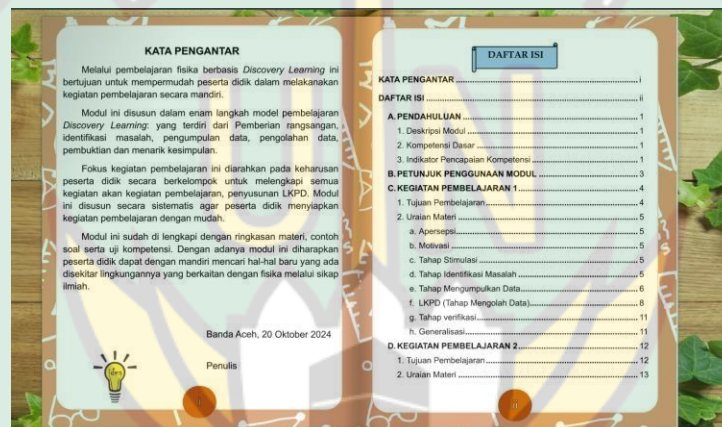 KATA PENGANTAR
Melalui pembelajaran fisika berbasis Discovery Learning ini
bertujuan untuk mempermudah peserta didik dalam melakanakan
kegiatan pembelajaran secara mandiri.
Modul ini disusun dalam enam langkah model pembelajaran
Discovery Learning: yang terdiri dari Pemberian rangsangan,
identifikasi masalah, pengumpulan data, pengolahan data,
pembuktian dan menarik kesimpulan.
Fokus kegiatan pembelajaran ini diarahkan pada keharusan
peserta didik secara berkelompok untuk melengkapi semua
kegiatan akan kegiatan pembelajaran, penyusunan LKPD. Modul
ini disusun secara sistematis agar peserta didik menyiapkan
kegiatan pembelajaran dengan mudah.
Modul ini sudah di lengkapi dengan ringkasan materi, contoh
soal serta uji kompetensi. Dengan adanya modul ini diharapkan
peserta didik dapat dengan mandiri mencari hal-hal baru yang ada
disekitar lingkungannya yang berkaitan dengan fisika melalui sikap
ilmiah.
Banda Aceh, 20 Oktober 2024
Penulis
i
DAFTAR ISI
KATA PENGANTAR ..... i
DAFTAR ISI ..... ii
A. PENDAHULUAN ..... 1
1. Deskripsi Modul ..... 1
2. Kompetensi Dasar ..... 1
3. Indikator Pencapaian Kompetensi ..... 1
B. PETUNJUK PENGGUNAAN MODUL ..... 3
C. KEGIATAN PEMBELAJARAN 1 ..... 4
1. Tujuan Pembelajaran ..... 4
2. Uraian Materi ..... 5
a. Apersepsi ..... 5
b. Motivasi ..... 5
c. Tahap Stimulasi ..... 5
d. Tahap Identifikasi Masalah ..... 5
e. Tahap Mengumpulkan Data ..... 6
f. LKPD (Tahap Mengolah Data) ..... 8
g. Tahap verifikasi ..... 11
h. Generalisasi ..... 11
D. KEGIATAN PEMBELAJARAN 2 ..... 12
1. Tujuan Pembelajaran ..... 12
2. Uraian Materi ..... 13
ii